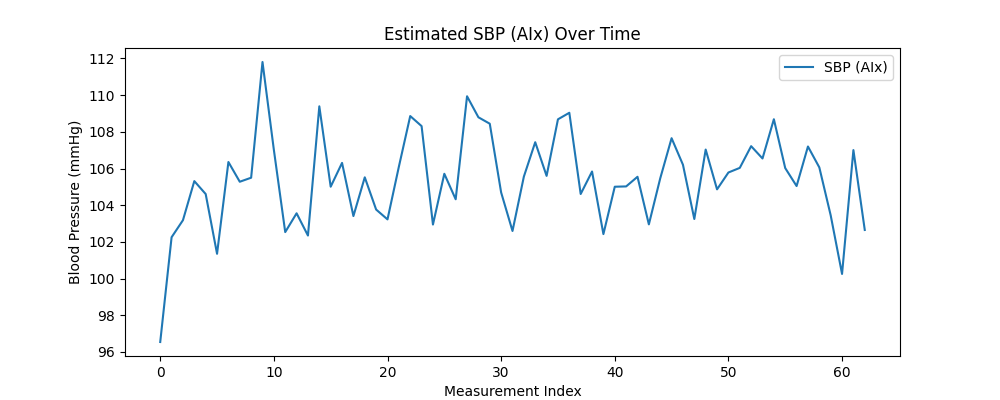 Estimated SBP (AIx) Over Time
SBP (AIx)
Blood Pressure (mmHg)
112
110
108
106
104
102
100
98
96
0 10 20 30 40 50 60
Measurement Index